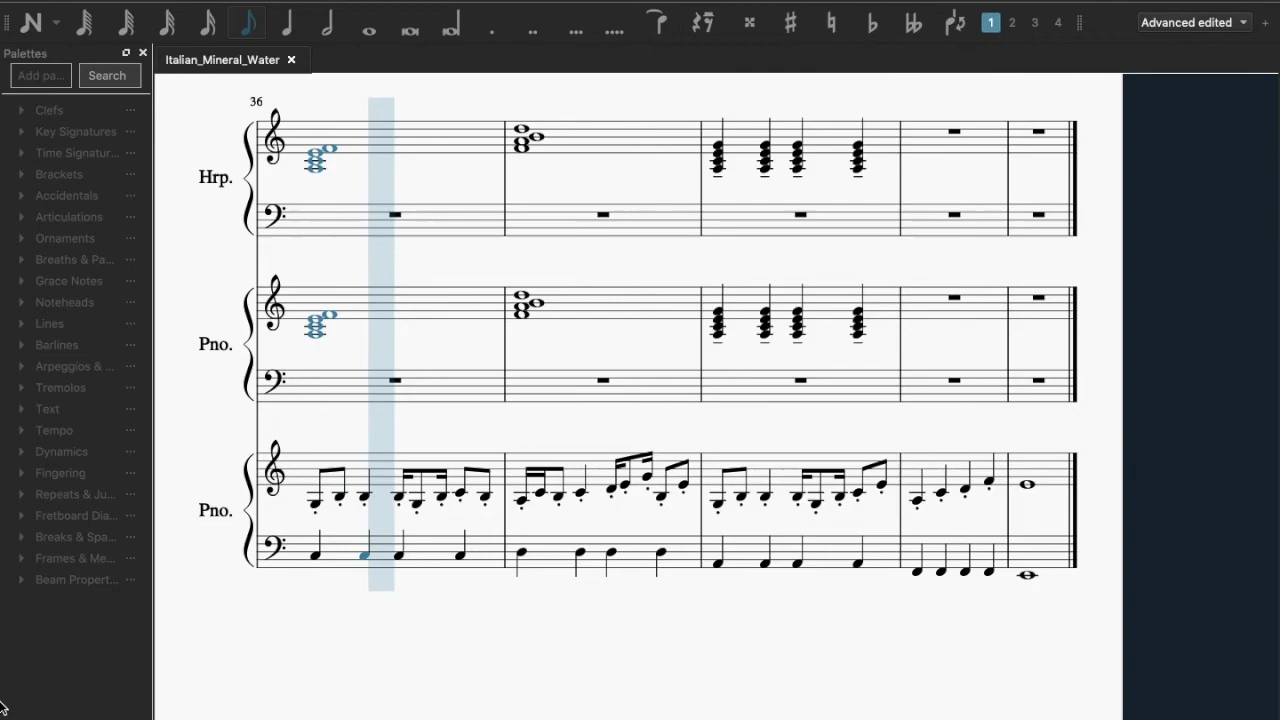 1 2 3 4
Advanced edited
Palettes
Add pa...
Search
Italian_Mineral_Water
Clefs
Key Signatures
Time Signatur...
Brackets
Accidentals
Articulations
Ornaments
Breaths & Pa...
Grace Notes
Noteheads
Lines
Barlines
Arpeggios & ...
Tremolos
Text
Tempo
Dynamics
Fingering
Repeats & Ju...
Fretboard Dia...
Breaks & Spa...
Frames & Me...
Beam Propert...
36
Hrp.
Pno.
Pno.